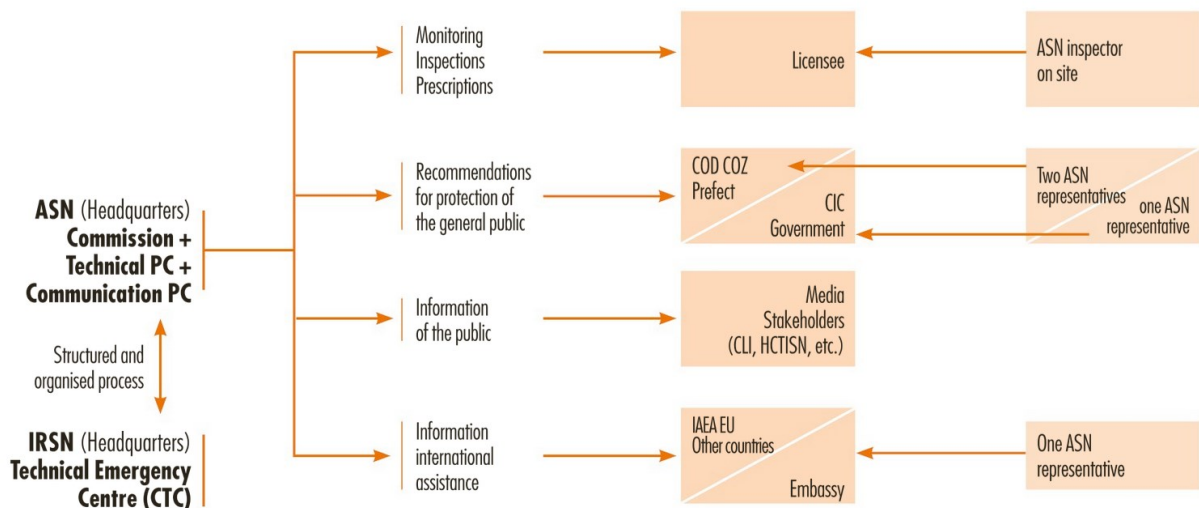 Monitoring
Inspections
Prescriptions
Licensee
ASN inspector
on site
ASN (Headquarters)
Commission +
Technical PC +
Communication PC
Recommendations
for protection of
the general public
COD COZ
Prefect
CIC
Government
Two ASN
representatives
one ASN
representative
Structured and
organised process
Information
of the public
Media
Stakeholders
(CLI, HCTISN, etc.)
IRSN (Headquarters)
Technical Emergency
Centre (CTC)
Information
international
assistance
IAEA EU
Other countries
Embassy
One ASN
representative